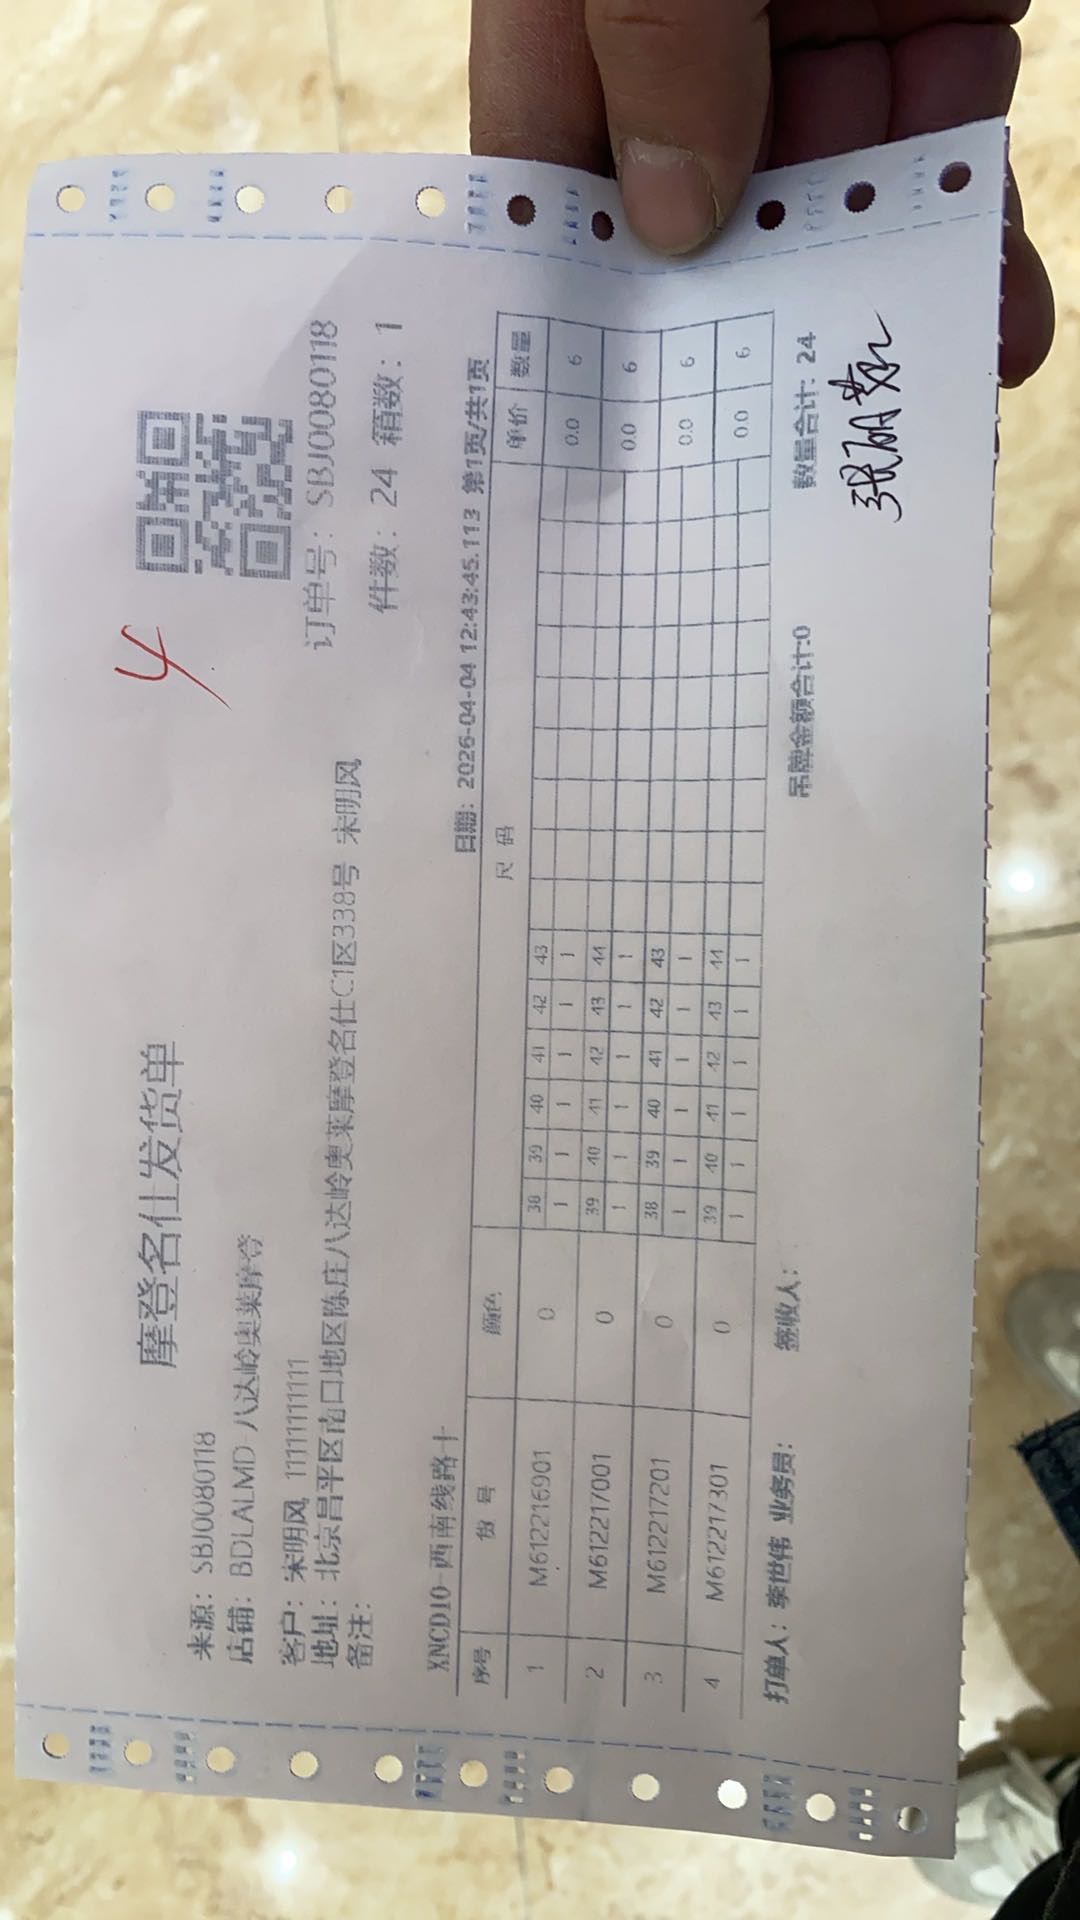 4
摩登名仕发货单
来源：SBJ0080118
店铺：BDLALMD-八达岭奥莱摩登
客户：宋明风 11111111111
订单号：SBJ0080118
地址：北京昌平区南口地区陈庄八达岭奥莱摩登名仕C1区338号 宋明风
备注：
件数：24 箱数：1
XNCD10-西南线路十
日期：2026-04-04 12:43:45.113 第1页/共1页
序号 货号 颜色 尺码 单价 数量
1 M612216901 0 38 39 40 41 42 43 0.0 6
1 1 1 1 1 1
2 M612217001 0 39 40 41 42 43 44 0.0 6
1 1 1 1 1 1
3 M612217201 0 38 39 40 41 42 43 0.0 6
1 1 1 1 1 1
4 M612217301 0 39 40 41 42 43 44 0.0 6
1 1 1 1 1 1
打单人：李世伟 业务员： 签收人： 吊牌金额合计:0 数量合计：24